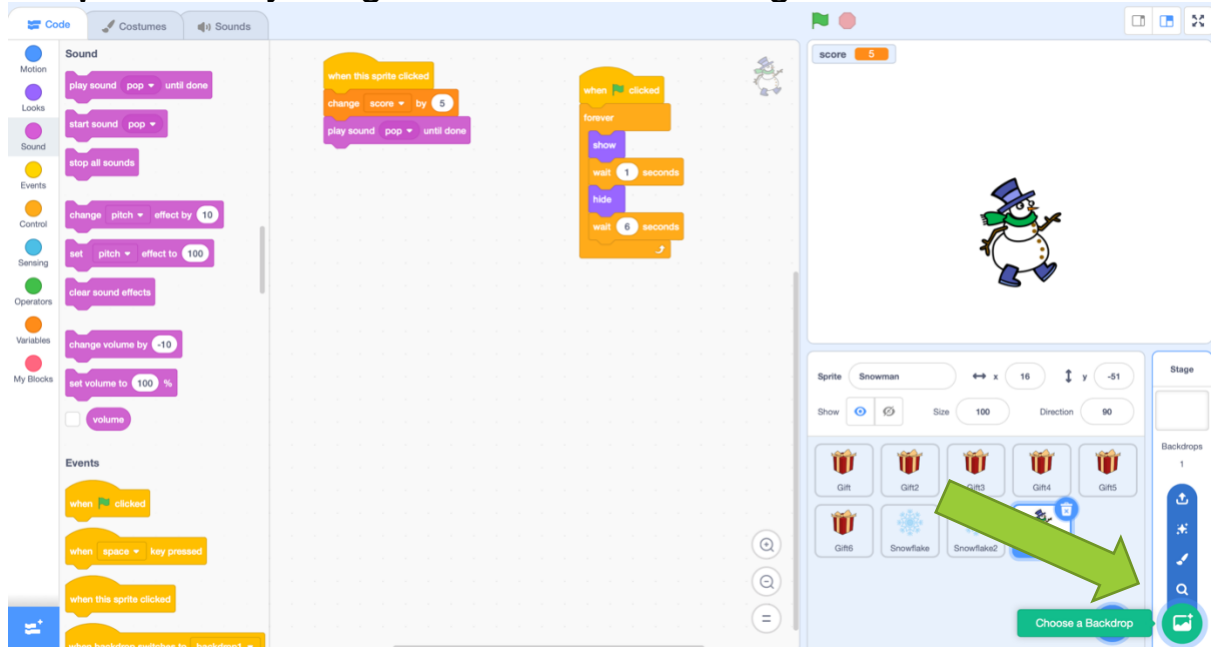 Code
Costumes
Sounds
Motion
Looks
Sound
Events
Control
Sensing
Operators
Variables
My Blocks
Sound
play sound pop until done
start sound pop
stop all sounds
change pitch effect by 10
set pitch effect to 100
clear sound effects
change volume by -10
set volume to 100 %
volume
Events
when clicked
when space key pressed
when this sprite clicked
when backdrop switches to backdrop1
when this sprite clicked
change score by 5
play sound pop until done
when clicked
forever
show
wait 1 seconds
hide
wait 6 seconds
score 5
Sprite Snowman x 16 y -51
Show Size 100 Direction 90
Gift Gift2 Gift3 Gift4 Gift5
Gift6 Snowflake Snowflake2
Stage
Backdrops
1
Choose a Backdrop